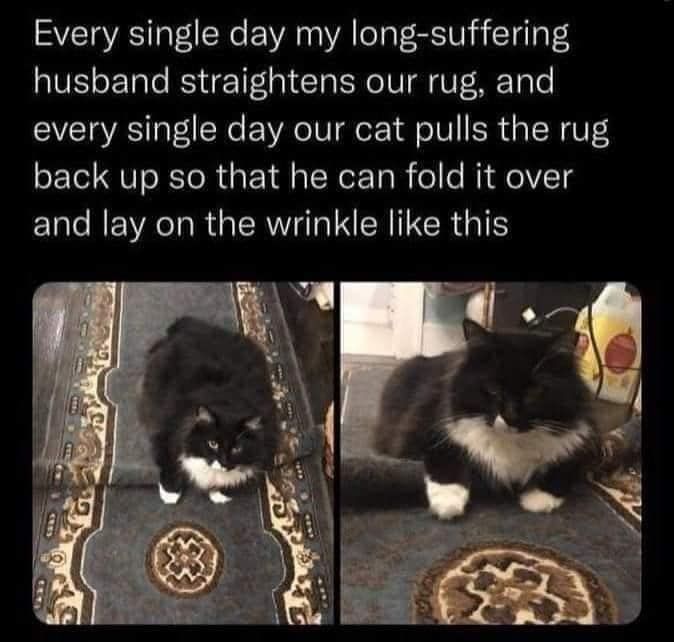 Every single day my long-suffering
husband straightens our rug, and
every single day our cat pulls the rug
back up so that he can fold it over
and lay on the wrinkle like this